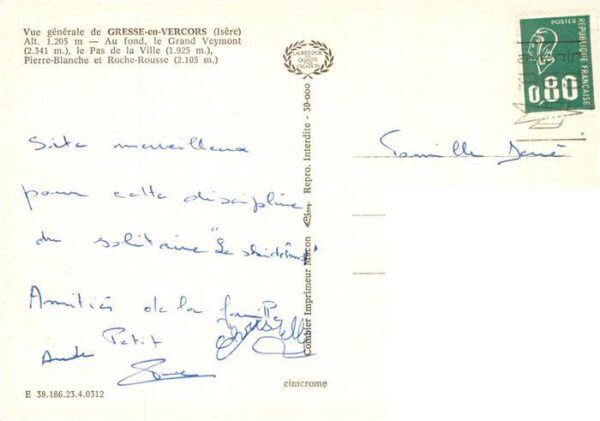 Vue générale de GRESSE-en-VERCORS (Isère)
Alt. 1.205 m — Au fond, le Grand Veymont
(2.341 m.), le Pas de la Ville (1.925 m.),
Pierre-Blanche et Roche-Rousse (2.105 m.)
Site merveilleux
pour cette discipline
du solitaire "Le
Amitiés de la famille
Petit
E 38.186.23.4.0312
Combier Imprimeur Macon
Repro. Interdite - 30-000
cimcrome
POSTES
0,80
REPUBLIQUE FRANÇAISE
Famille